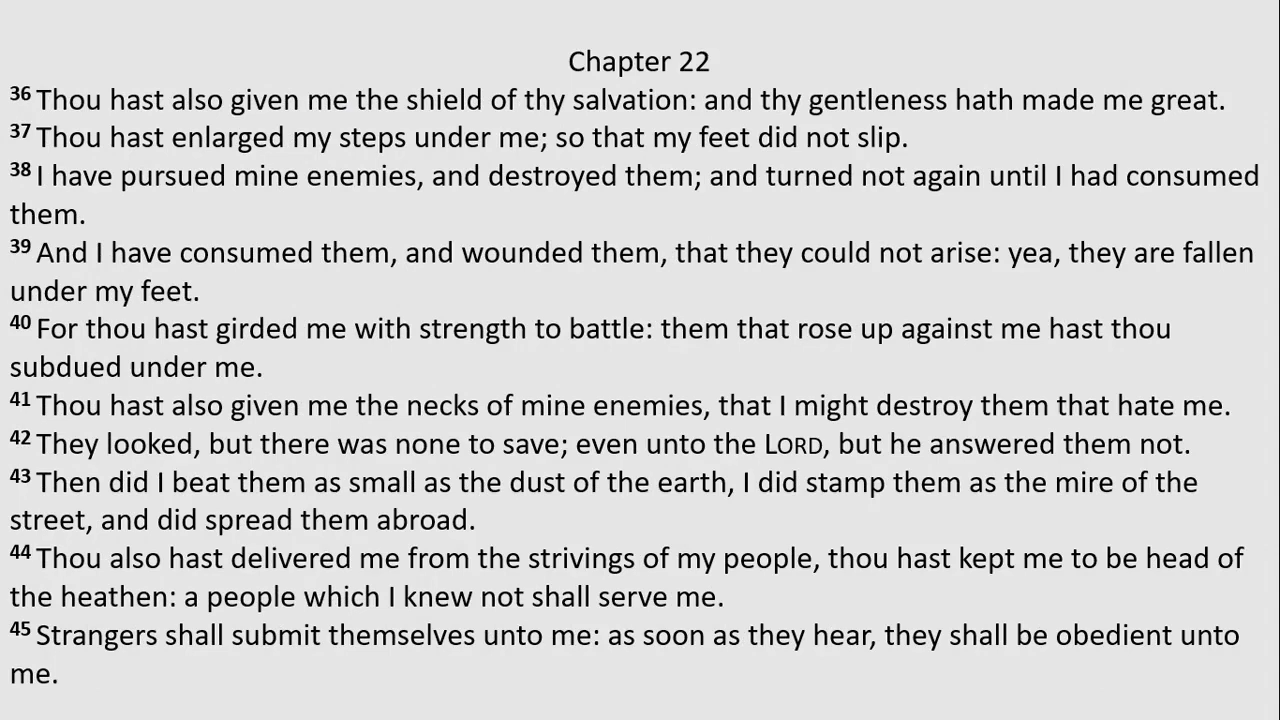 Chapter 22
36 Thou hast also given me the shield of thy salvation: and thy gentleness hath made me great.
37 Thou hast enlarged my steps under me; so that my feet did not slip.
38 I have pursued mine enemies, and destroyed them; and turned not again until I had consumed
them.
39 And I have consumed them, and wounded them, that they could not arise: yea, they are fallen
under my feet.
40 For thou hast girded me with strength to battle: them that rose up against me hast thou
subdued under me.
41 Thou hast also given me the necks of mine enemies, that I might destroy them that hate me.
42 They looked, but there was none to save; even unto the LORD, but he answered them not.
43 Then did I beat them as small as the dust of the earth, I did stamp them as the mire of the
street, and did spread them abroad.
44 Thou also hast delivered me from the strivings of my people, thou hast kept me to be head of
the heathen: a people which I knew not shall serve me.
45 Strangers shall submit themselves unto me: as soon as they hear, they shall be obedient unto
me.